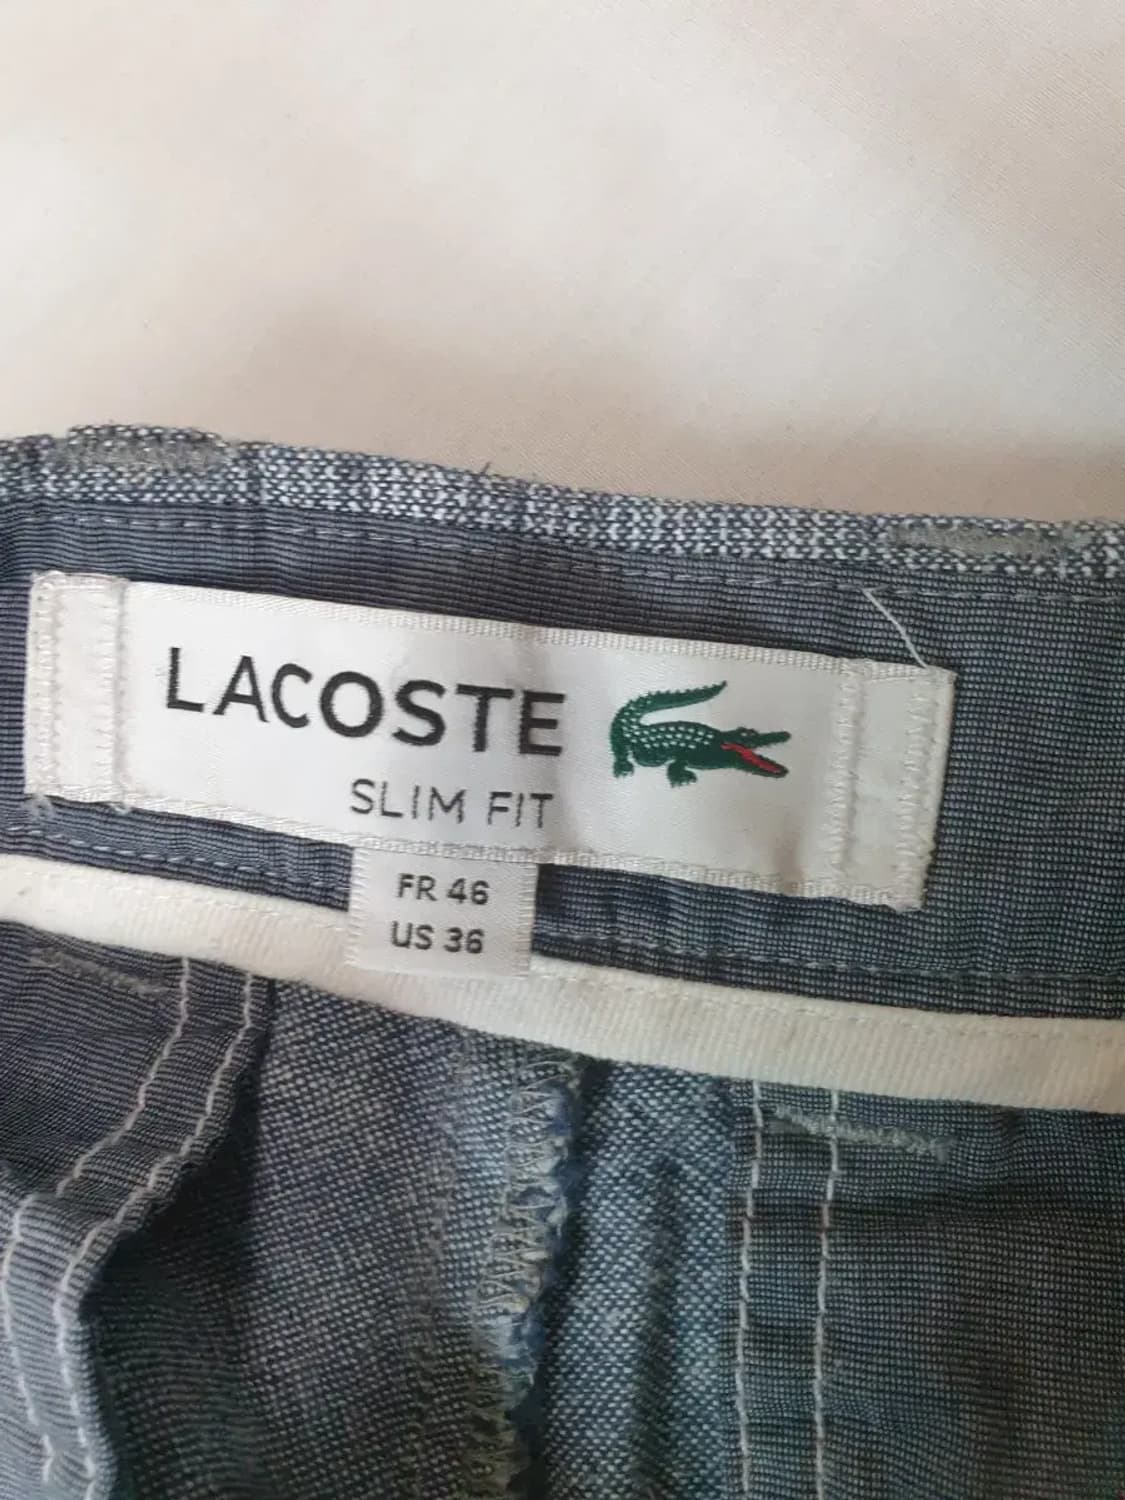 LACOSTE
SLIM FIT
FR 46
US 36